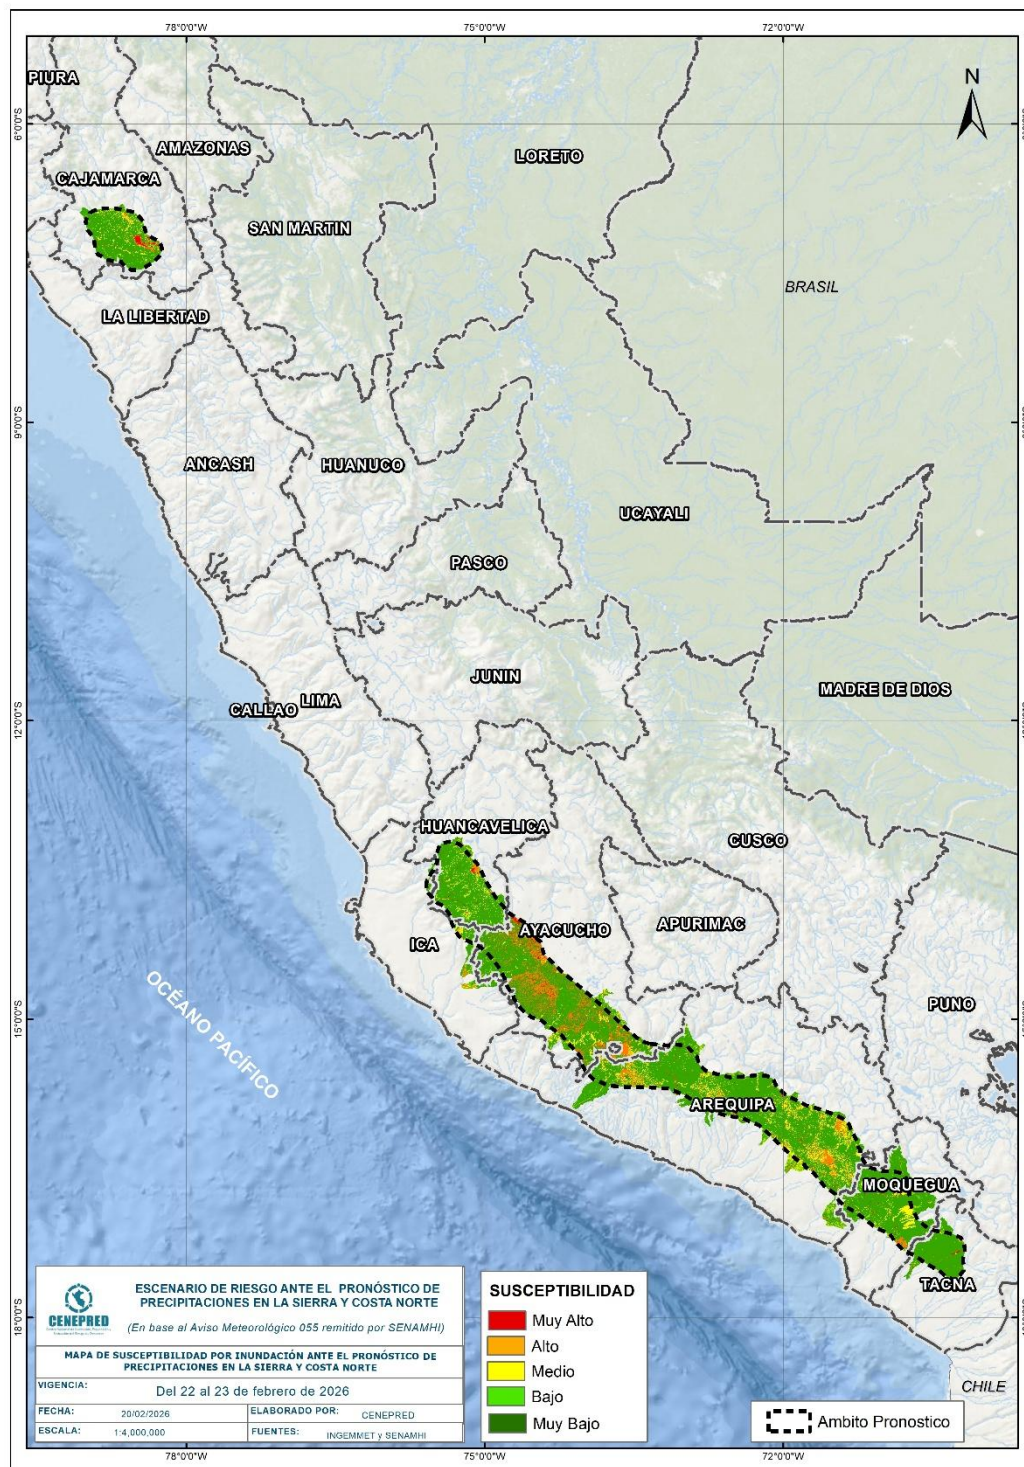 78°0'0"W 75°0'0"W 72°0'0"W
N
PIURA
6°0'0"S
AMAZONAS
LORETO
CAJAMARCA
SAN MARTIN
BRASIL
LA LIBERTAD
9°0'0"S
ANCASH
HUANUCO
UCAYALI
PASCO
JUNIN
MADRE DE DIOS
LIMA
CALLAO
12°0'0"S
HUANCAVELICA
CUSCO
AYACUCHO
APURIMAC
ICA
PUNO
OCÉANO PACÍFICO
15°0'0"S
AREQUIPA
MOQUEGUA
TACNA
18°0'0"S
CHILE
CENEPRED
ESCENARIO DE RIESGO ANTE EL PRONÓSTICO DE
PRECIPITACIONES EN LA SIERRA Y COSTA NORTE
(En base al Aviso Meteorológico 055 remitido por SENAMHI)
MAPA DE SUSCEPTIBILIDAD POR INUNDACIÓN ANTE EL PRONÓSTICO DE
PRECIPITACIONES EN LA SIERRA Y COSTA NORTE
VIGENCIA: Del 22 al 23 de febrero de 2026
FECHA: 20/02/2026 ELABORADO POR: CENEPRED
ESCALA: 1:4,000,000 FUENTES: INGEMMET y SENAMHI
SUSCEPTIBILIDAD
Muy Alto
Alto
Medio
Bajo
Muy Bajo
Ambito Pronostico
78°0'0"W 75°0'0"W 72°0'0"W